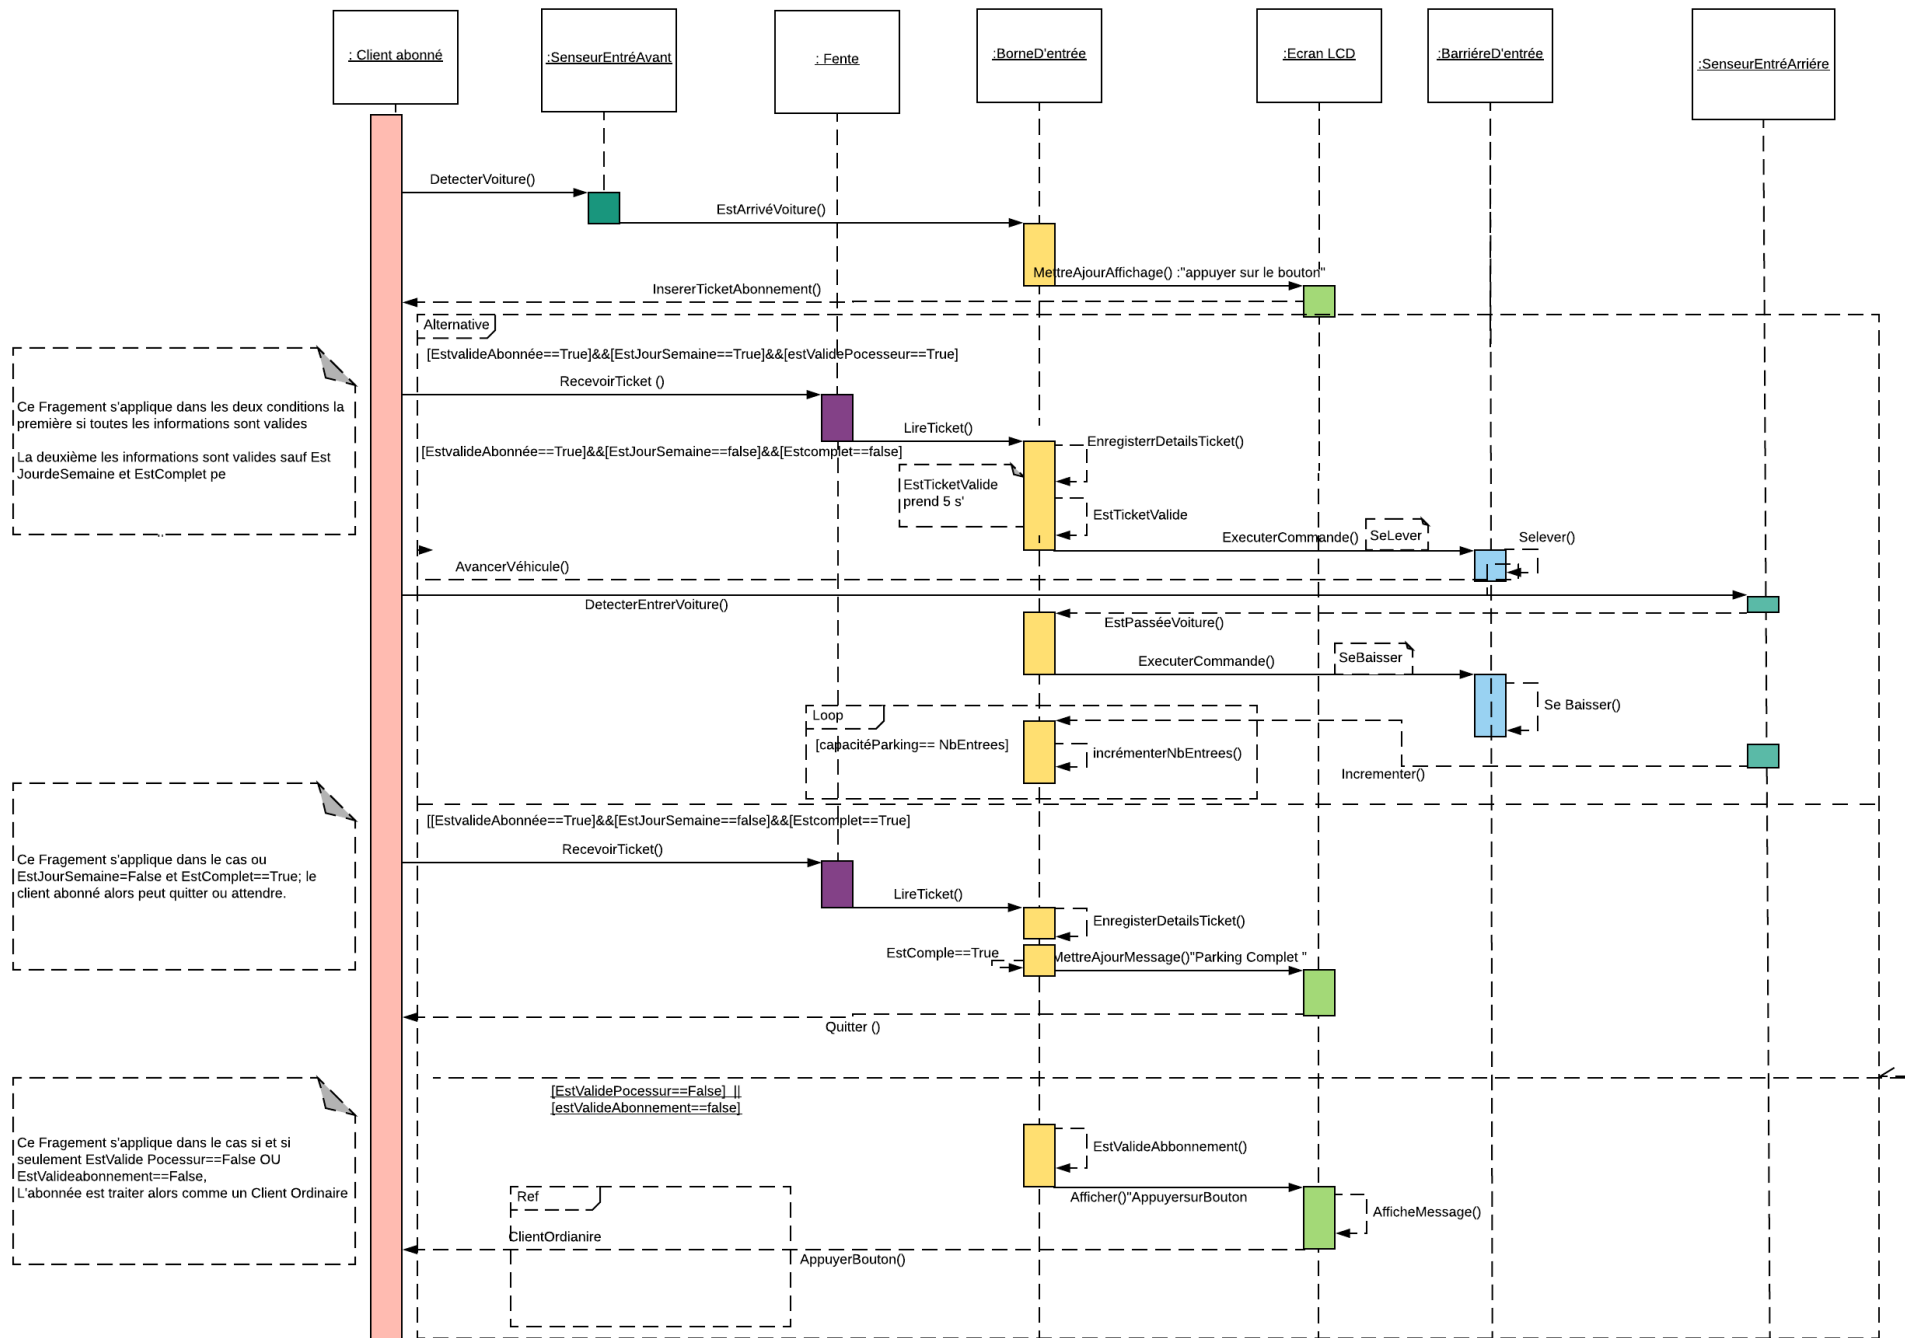 : Client abonné
:SenseurEntréAvant
: Fente
:BorneD'entrée
:Ecran LCD
:BarriéreD'entrée
:SenseurEntréArriére
DetecterVoiture()
EstArrivéVoiture()
MettreAjourAffichage() :"appuyer sur le bouton"
InsererTicketAbonnement()
Alternative
[EstvalideAbonnée==True]&&[EstJourSemaine==True]&&[estValidePocesseur==True]
Ce Fragement s'applique dans les deux conditions la
première si toutes les informations sont valides
La deuxième les informations sont valides sauf Est
JourdeSemaine et EstComplet pe
RecevoirTicket ()
LireTicket()
EnregisterrDetailsTicket()
[EstvalideAbonnée==True]&&[EstJourSemaine==false]&&[Estcomplet==false]
EstTicketValide
prend 5 s'
EstTicketValide
ExecuterCommande()
SeLever
Selever()
AvancerVéhicule()
DetecterEntrerVoiture()
EstPasséeVoiture()
ExecuterCommande()
SeBaisser
Se Baisser()
Loop
[capacitéParking== NbEntrees]
incrémenterNbEntrees()
Incrementer()
[[EstvalideAbonnée==True]&&[EstJourSemaine==false]&&[Estcomplet==True]
Ce Fragement s'applique dans le cas ou
EstJourSemaine=False et EstComplet==True; le
client abonné alors peut quitter ou attendre.
RecevoirTicket()
LireTicket()
EnregisterDetailsTicket()
EstComple==True
MettreAjourMessage()"Parking Complet "
Quitter ()
[EstValidePocessur==False] ||
[estValideAbonnement==false]
Ce Fragement s'applique dans le cas si et si
seulement EstValide Pocessur==False OU
EstValideabonnement==False,
L'abonnée est traiter alors comme un Client Ordinaire
EstValideAbbonnement()
Afficher()"AppuyersurBouton
AfficheMessage()
Ref
ClientOrdianire
AppuyerBouton()